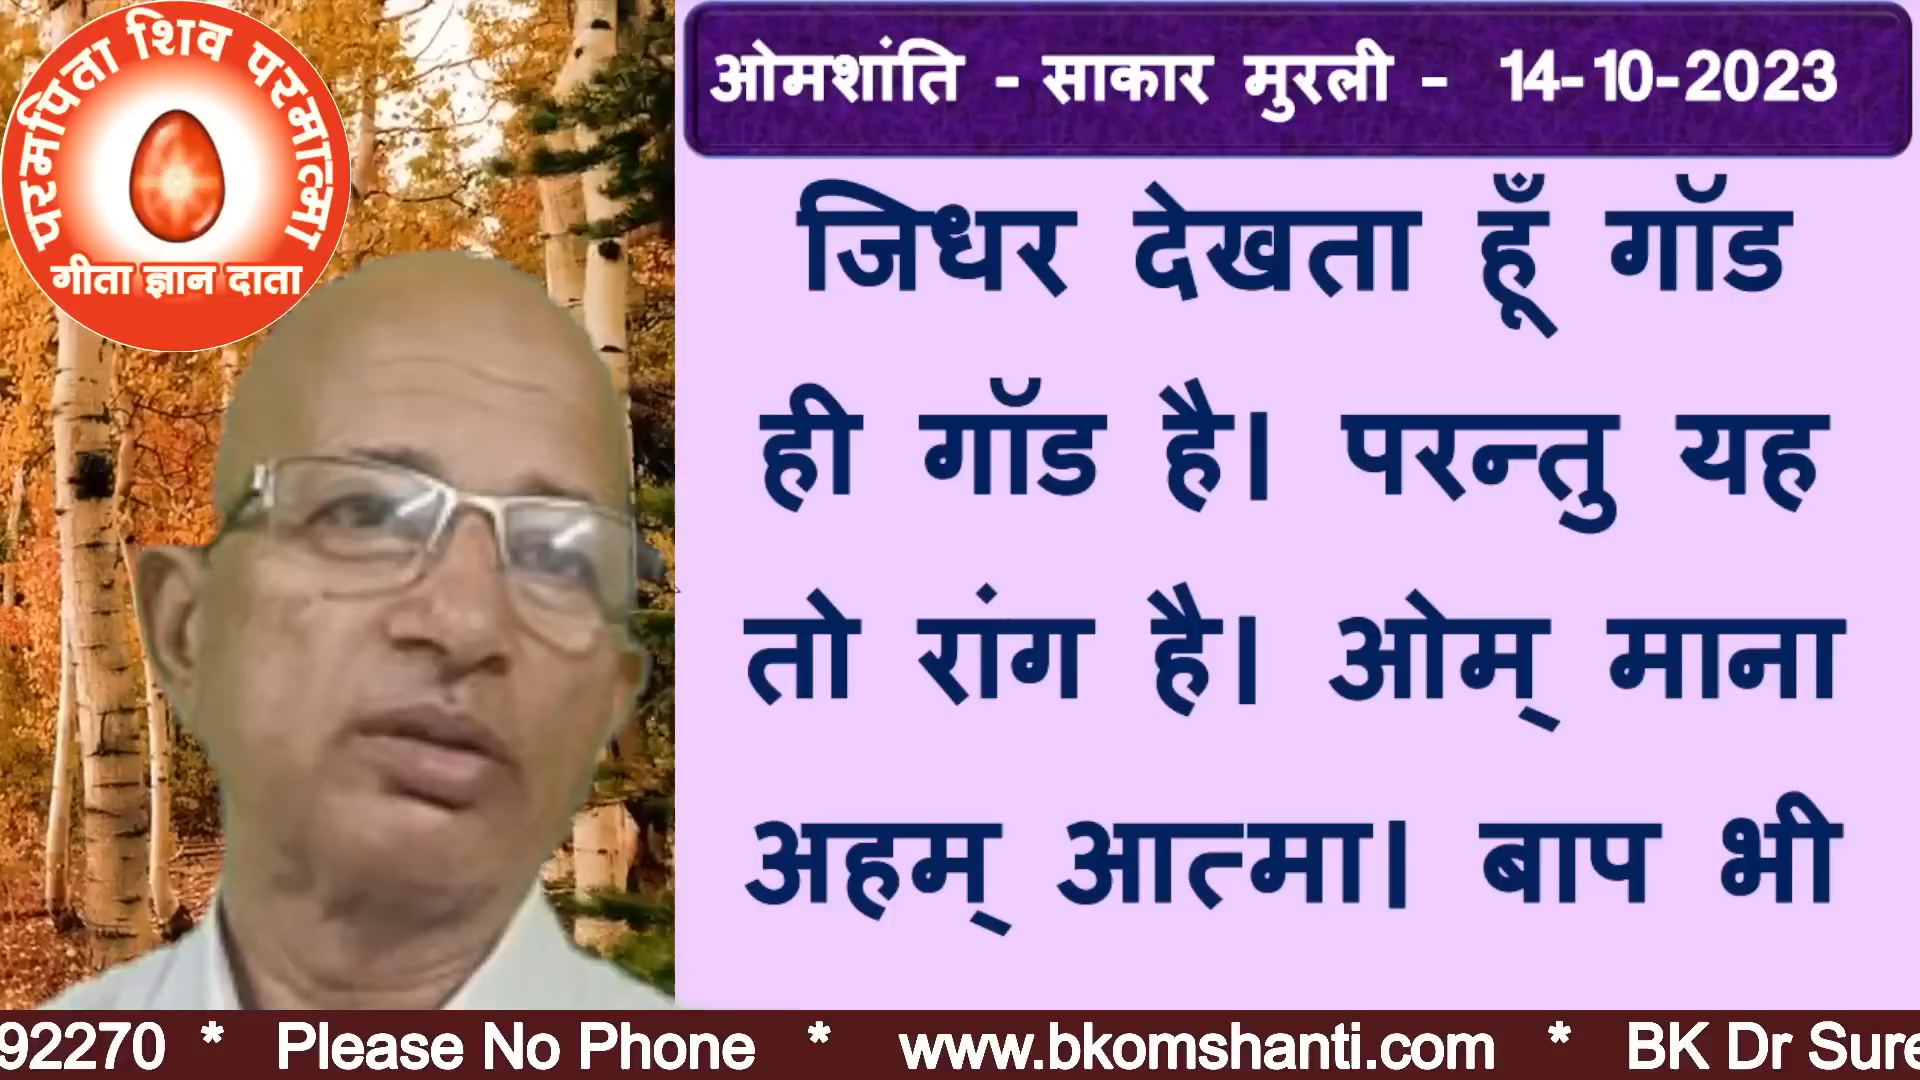 परमपिता शिव परमात्मा
गीता ज्ञान दाता
ओमशांति - साकार मुरली - 14-10-2023
जिधर देखता हूँ गॉड
ही गॉड है। परन्तु यह
तो रांग है। ओम् माना
अहम् आत्मा। बाप भी
92270 * Please No Phone * www.bkomshanti.com * BK Dr Sure